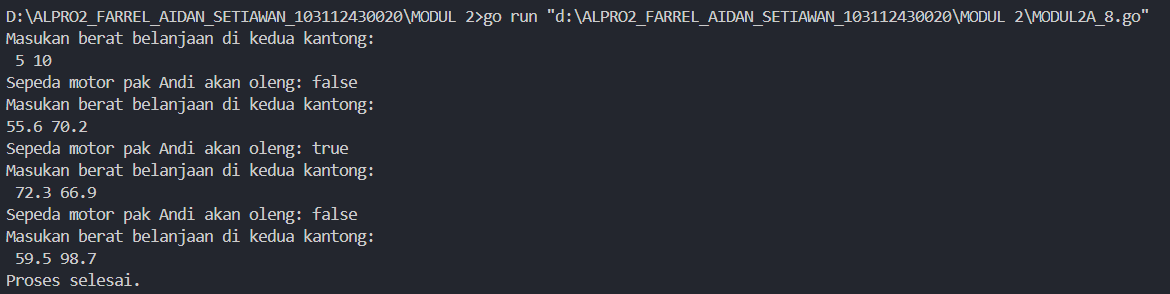 D:\ALPRO2_FARREL_AIDAN_SETIAWAN_103112430020\MODUL 2>go run "d:\ALPRO2_FARREL_AIDAN_SETIAWAN_103112430020\MODUL 2\MODUL2A_8.go"
Masukan berat belanjaan di kedua kantong:
 5 10
Sepeda motor pak Andi akan oleng: false
Masukan berat belanjaan di kedua kantong:
55.6 70.2
Sepeda motor pak Andi akan oleng: true
Masukan berat belanjaan di kedua kantong:
 72.3 66.9
Sepeda motor pak Andi akan oleng: false
Masukan berat belanjaan di kedua kantong:
 59.5 98.7
Proses selesai.